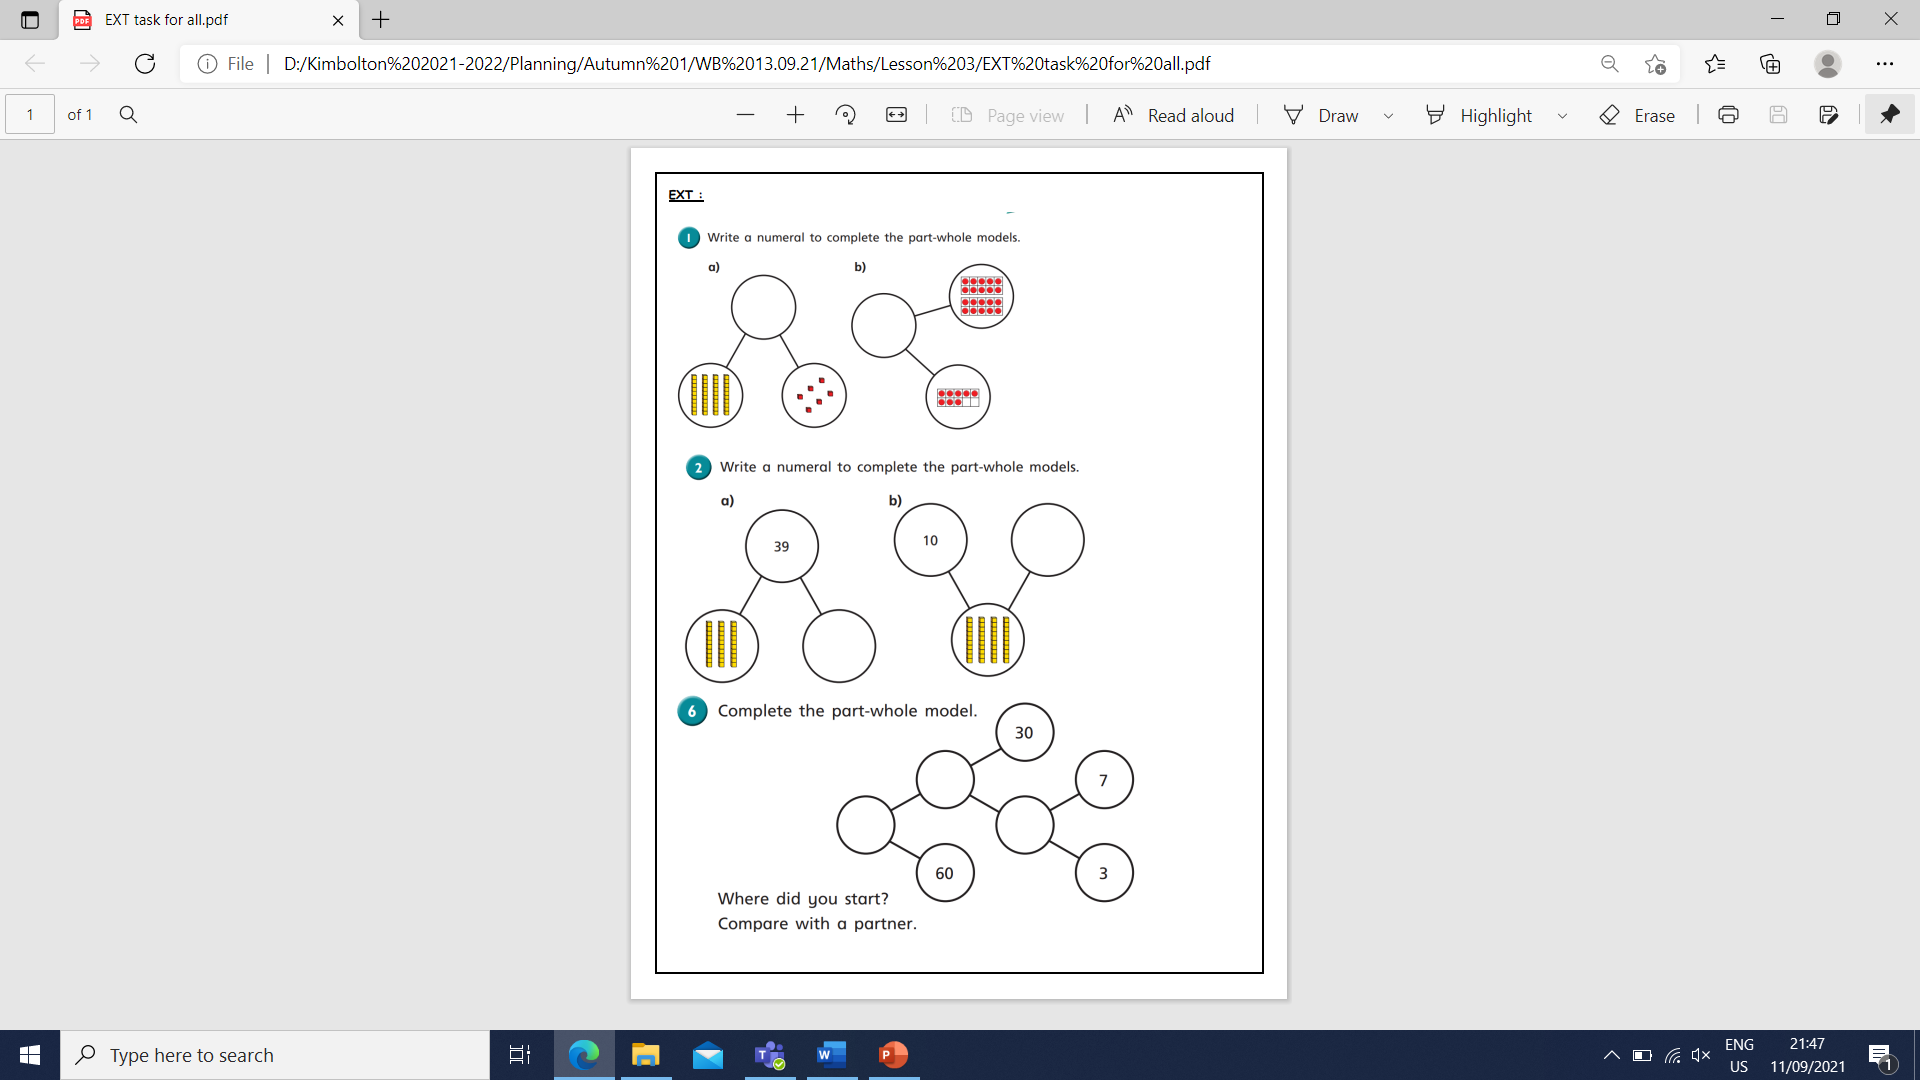 EXT task for all.pdf
File
D:/Kimbolton%202021-2022/Planning/Autumn%201/WB%2013.09.21/Maths/Lesson%203/EXT%20task%20for%20all.pdf
1 of 1
Page view
Read aloud
Draw
Highlight
Erase
EXT :
1 Write a numeral to complete the part-whole models.
a) b)
2 Write a numeral to complete the part-whole models.
a) b)
39 10
6 Complete the part-whole model.
30
7
60 3
Where did you start?
Compare with a partner.
Type here to search
ENG
US
21:47
11/09/2021
1